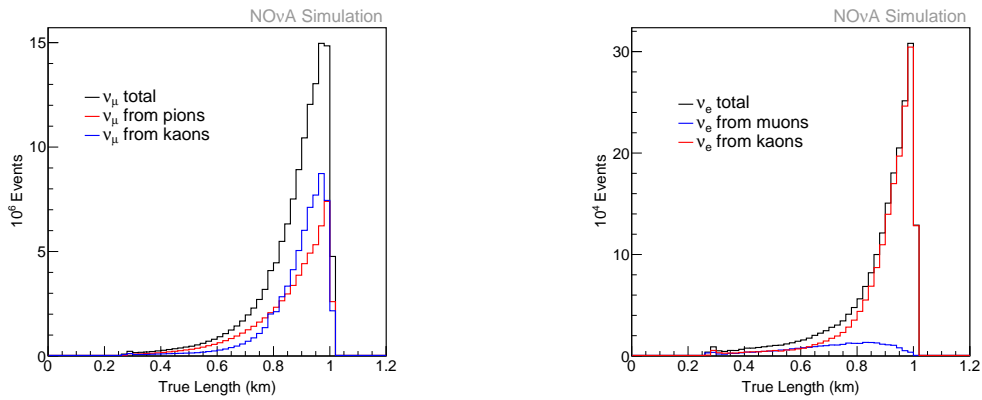 NOνA Simulation
15
10
5
0
10⁶ Events
ν_μ total
ν_μ from pions
ν_μ from kaons
0 0.2 0.4 0.6 0.8 1 1.2
True Length (km)
NOνA Simulation
30
20
10
0
10⁴ Events
ν_e total
ν_e from muons
ν_e from kaons
0 0.2 0.4 0.6 0.8 1 1.2
True Length (km)